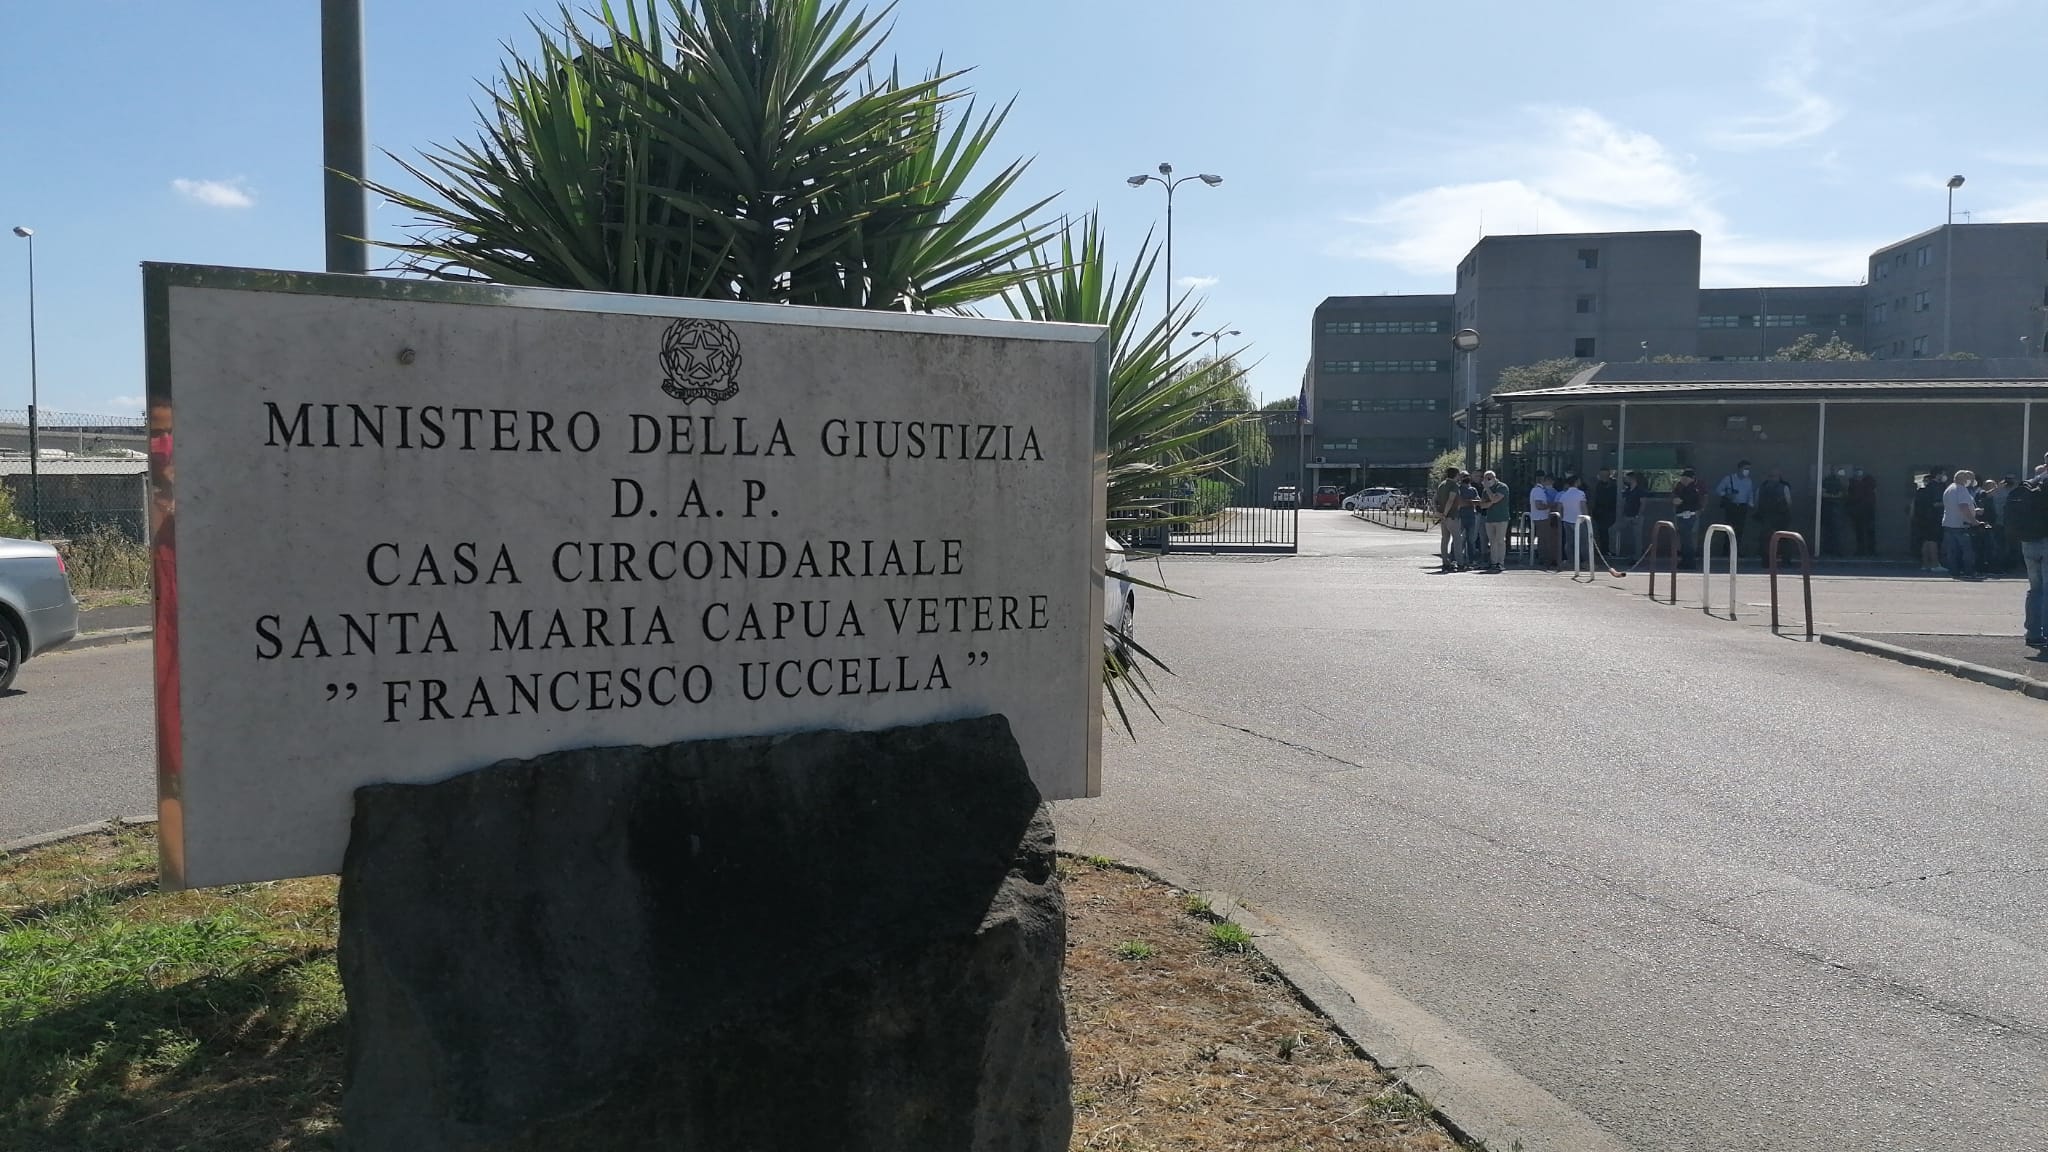 MINISTERO DELLA GIUSTIZIA
D. A. P.
CASA CIRCONDARIALE
SANTA MARIA CAPUA VETERE
” FRANCESCO UCCELLA ”